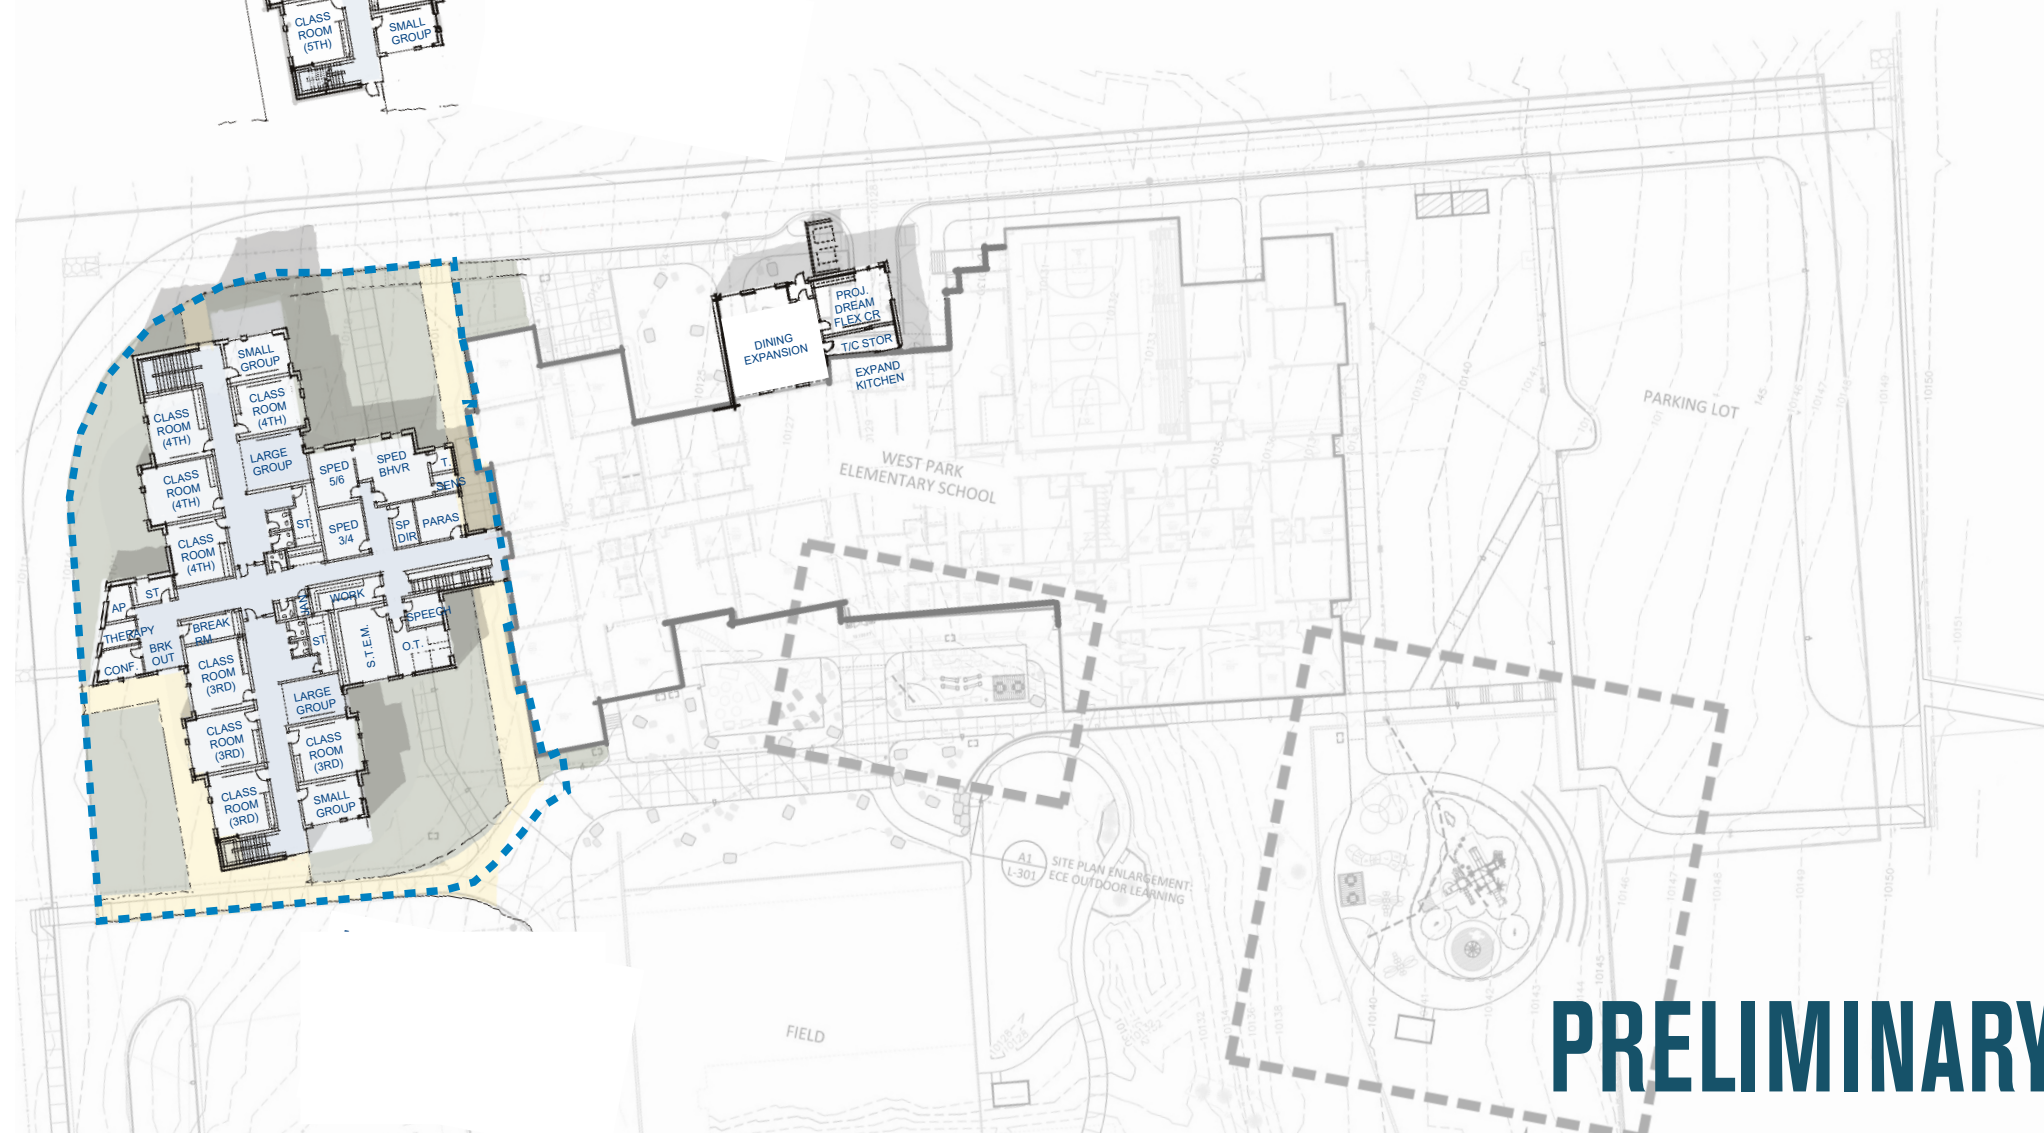 CLASS
ROOM
(5TH)
SMALL
GROUP
SMALL
GROUP
CLASS
ROOM
(4TH)
CLASS
ROOM
(4TH)
LARGE
GROUP
CLASS
ROOM
(4TH)
CLASS
ROOM
(4TH)
SPED
5/6
SPED
BHVR
T.
SENS
ST.
SPED
3/4
SP
DIR
PARAS
AP
ST.
THERAPY
CONF.
BRK
OUT
BREAK
RM
WORK
ST.
S.T.E.M.
SPEECH
O.T.
CLASS
ROOM
(3RD)
LARGE
GROUP
CLASS
ROOM
(3RD)
CLASS
ROOM
(3RD)
CLASS
ROOM
(3RD)
SMALL
GROUP
DINING
EXPANSION
PROJ.
DREAM
FLEX CR
T/C STOR
EXPAND
KITCHEN
WEST PARK
ELEMENTARY SCHOOL
PARKING LOT
A1
L-301
SITE PLAN ENLARGEMENT:
ECE OUTDOOR LEARNING
FIELD
10127
10140
10150
PRELIMINARY